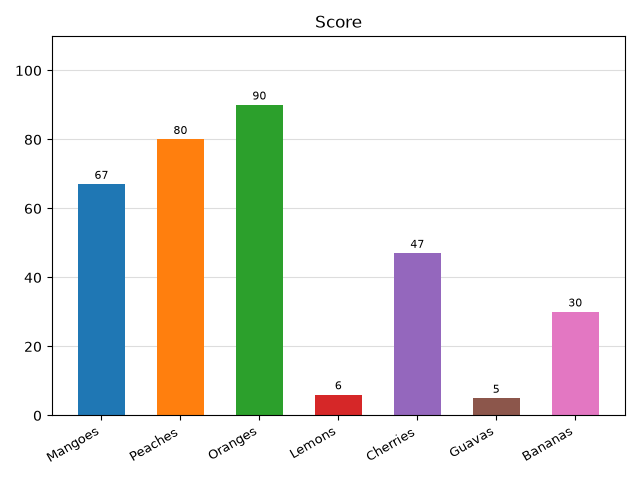 Score
100
80
60
40
20
0
67
80
90
6
47
5
30
Mangoes
Peaches
Oranges
Lemons
Cherries
Guavas
Bananas